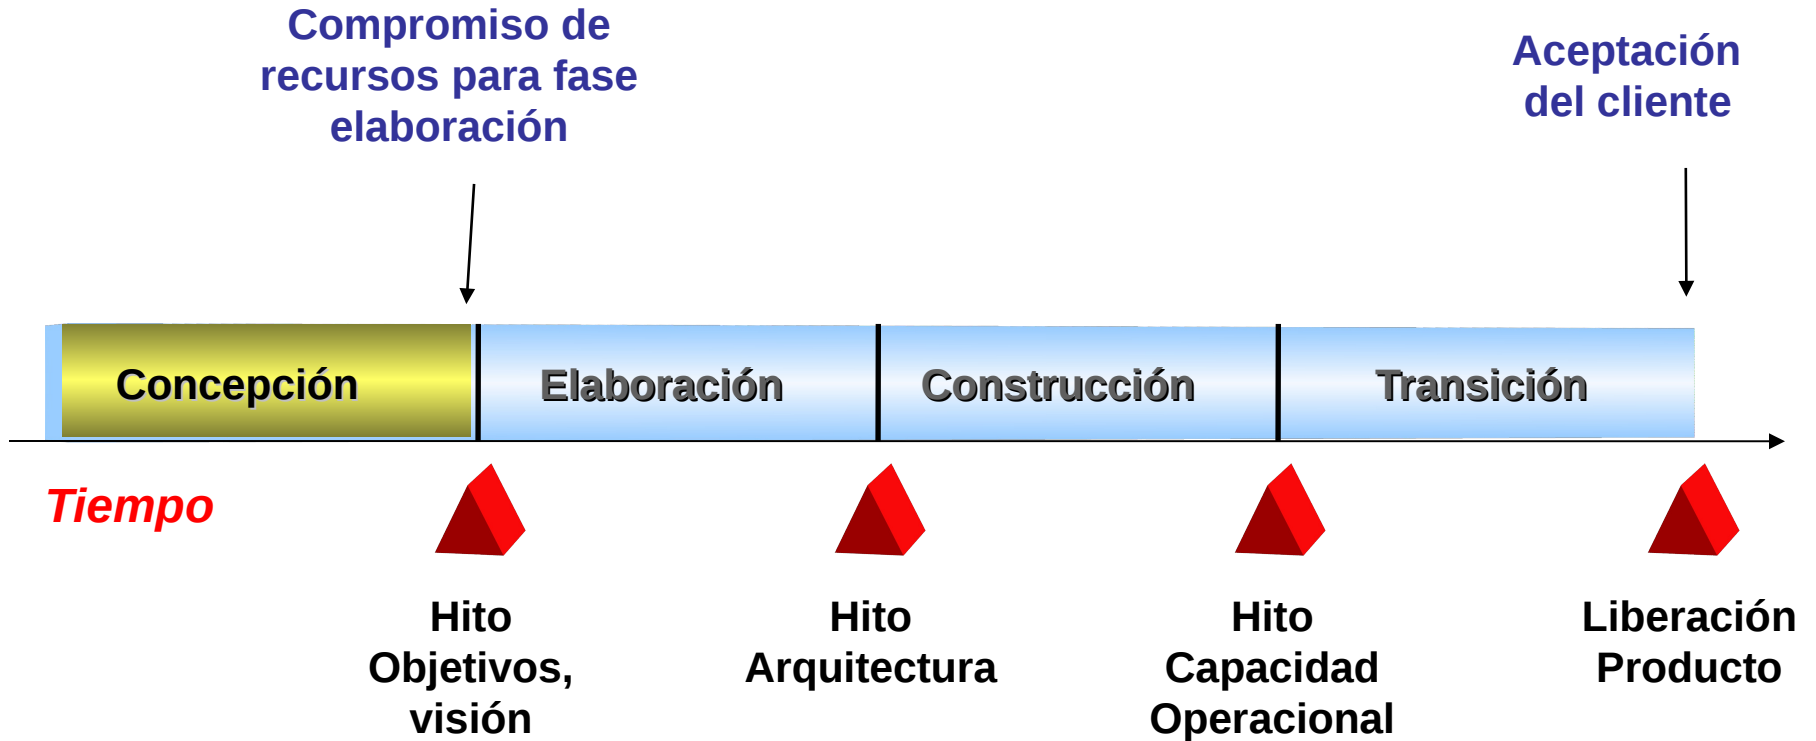 Compromiso de
recursos para fase
elaboración
Aceptación
del cliente
Concepción
Elaboración
Construcción
Transición
Tiempo
Hito
Objetivos,
visión
Hito
Arquitectura
Hito
Capacidad
Operacional
Liberación
Producto